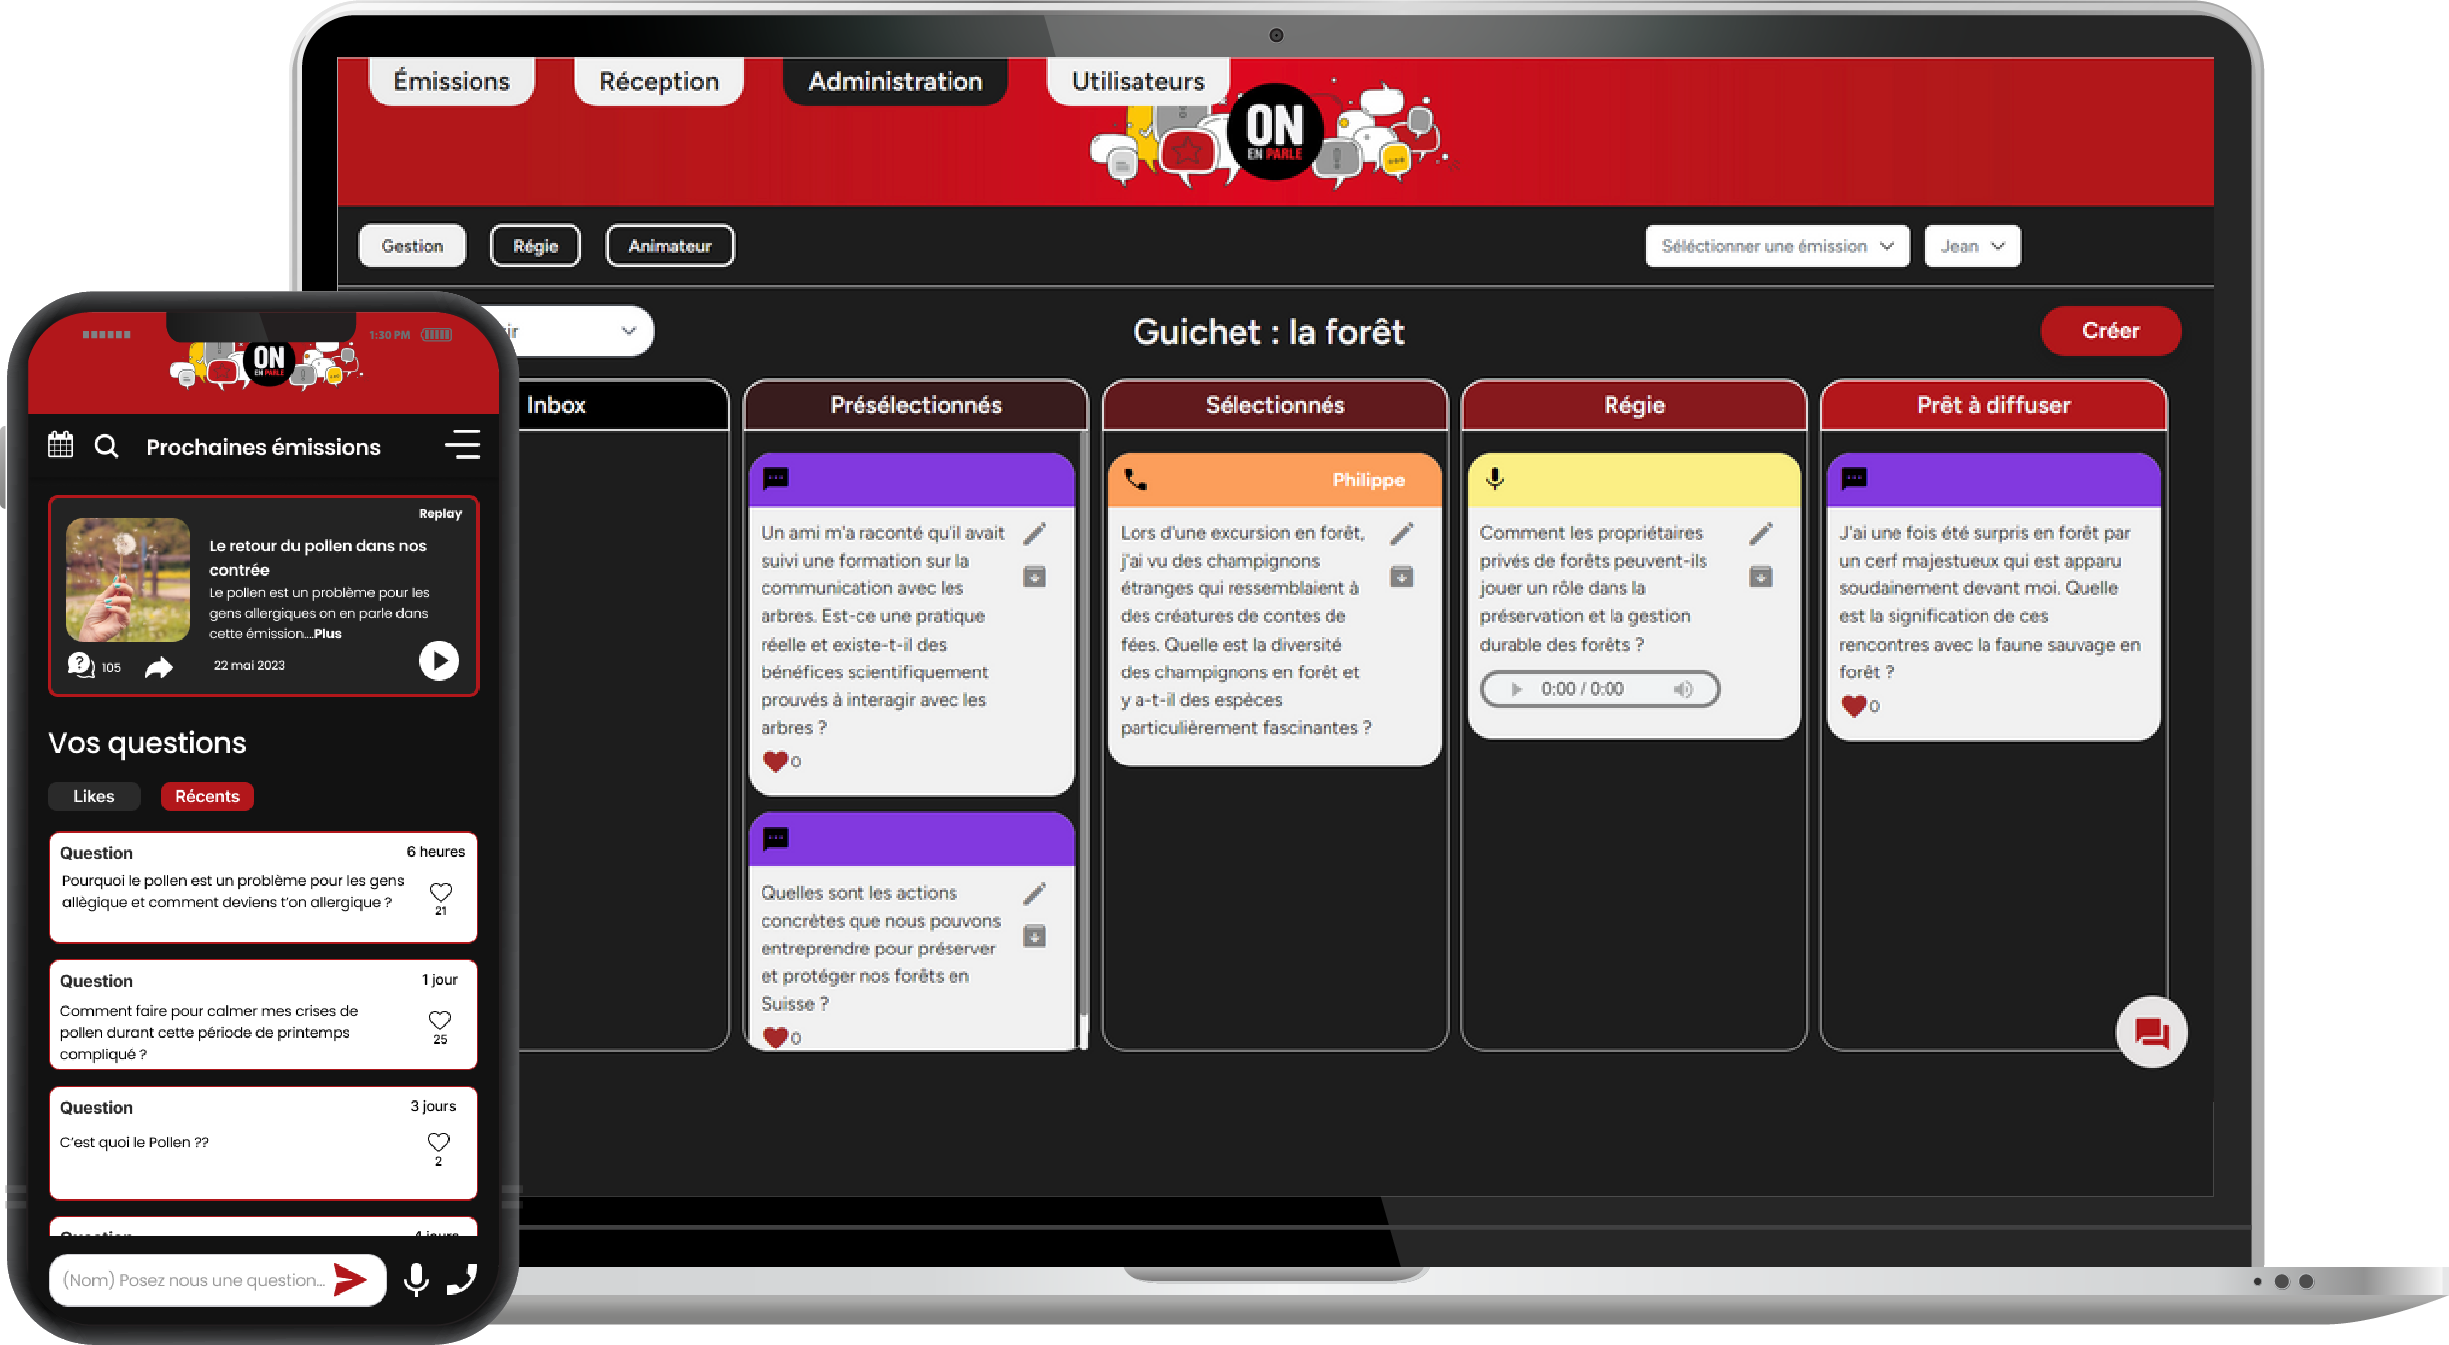 Émissions
Réception
Administration
Utilisateurs
ON
EN PARLE
Gestion
Régie
Animateur
Séléctionner une émission
Jean
Guichet : la forêt
Créer
Inbox
Présélectionnés
Un ami m'a raconté qu'il avait
suivi une formation sur la
communication avec les
arbres. Est-ce une pratique
réelle et existe-t-il des
bénéfices scientifiquement
prouvés à interagir avec les
arbres ?
0
Quelles sont les actions
concrètes que nous pouvons
entreprendre pour préserver
et protéger nos forêts en
Suisse ?
0
Sélectionnés
Philippe
Lors d'une excursion en forêt,
j'ai vu des champignons
étranges qui ressemblaient à
des créatures de contes de
fées. Quelle est la diversité
des champignons en forêt et
y a-t-il des espèces
particulièrement fascinantes ?
Régie
Comment les propriétaires
privés de forêts peuvent-ils
jouer un rôle dans la
préservation et la gestion
durable des forêts ?
0:00 / 0:00
Prêt à diffuser
J'ai une fois été surpris en forêt par
un cerf majestueux qui est apparu
soudainement devant moi. Quelle
est la signification de ces
rencontres avec la faune sauvage en
forêt ?
0
1:30 PM
ON
EN PARLE
Prochaines émissions
Replay
Le retour du pollen dans nos
contrée
Le pollen est un problème pour les
gens allergiques on en parle dans
cette émission...Plus
105
22 mai 2023
Vos questions
Likes
Récents
Question
6 heures
Pourquoi le pollen est un problème pour les gens
allègique et comment deviens t'on allergique ?
21
Question
1 jour
Comment faire pour calmer mes crises de
pollen durant cette période de printemps
compliqué ?
25
Question
3 jours
C'est quoi le Pollen ??
2
Question
4 jours
(Nom) Posez nous une question...